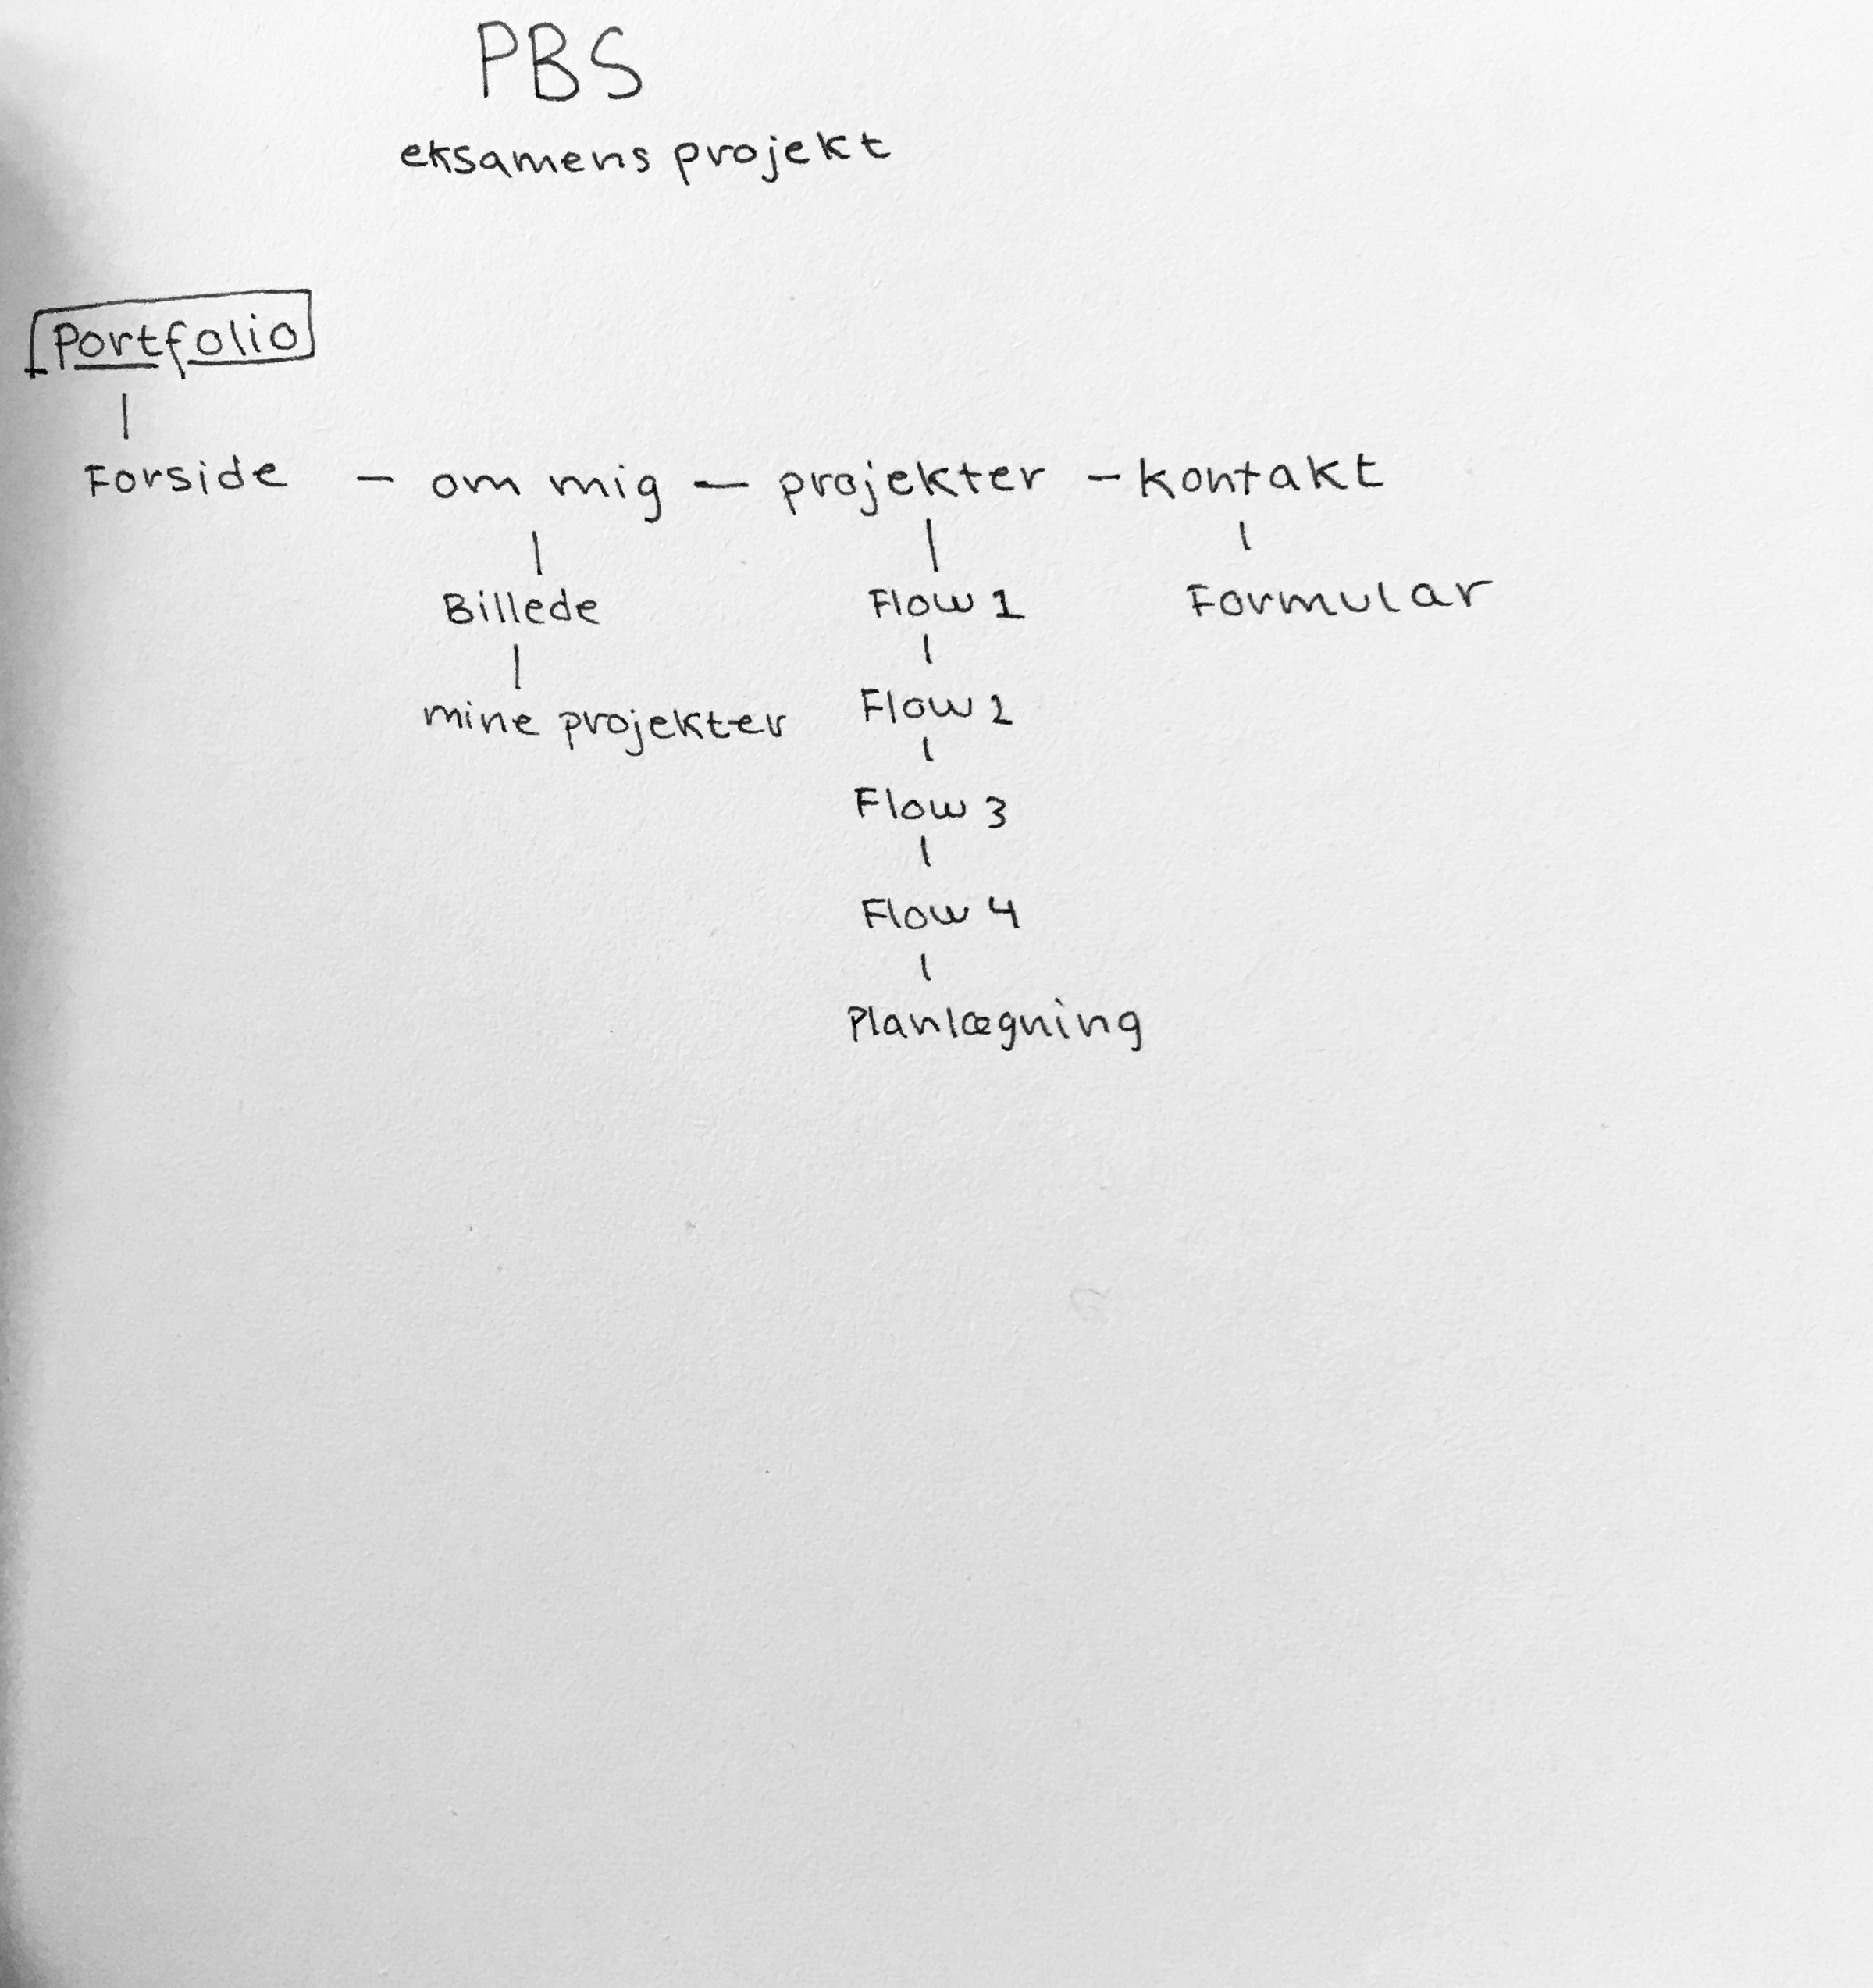 PBS
eksamens projekt
Portfolio
Forside - om mig - projekter - kontakt
Billede Flow 1 Formular
mine projekter Flow 2
Flow 3
Flow 4
Planlægning